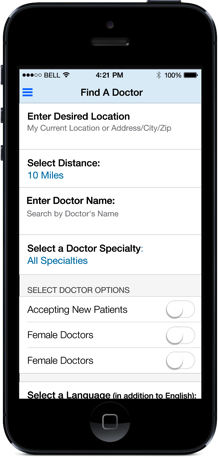 ●●●○○ BELL 4:21 PM 100%
Find A Doctor
Enter Desired Location
My Current Location or Address/City/Zip
Select Distance:
10 Miles
Enter Doctor Name:
Search by Doctor's Name
Select a Doctor Specialty:
All Specialties
SELECT DOCTOR OPTIONS
Accepting New Patients
Female Doctors
Female Doctors
Select a Language (in addition to English):